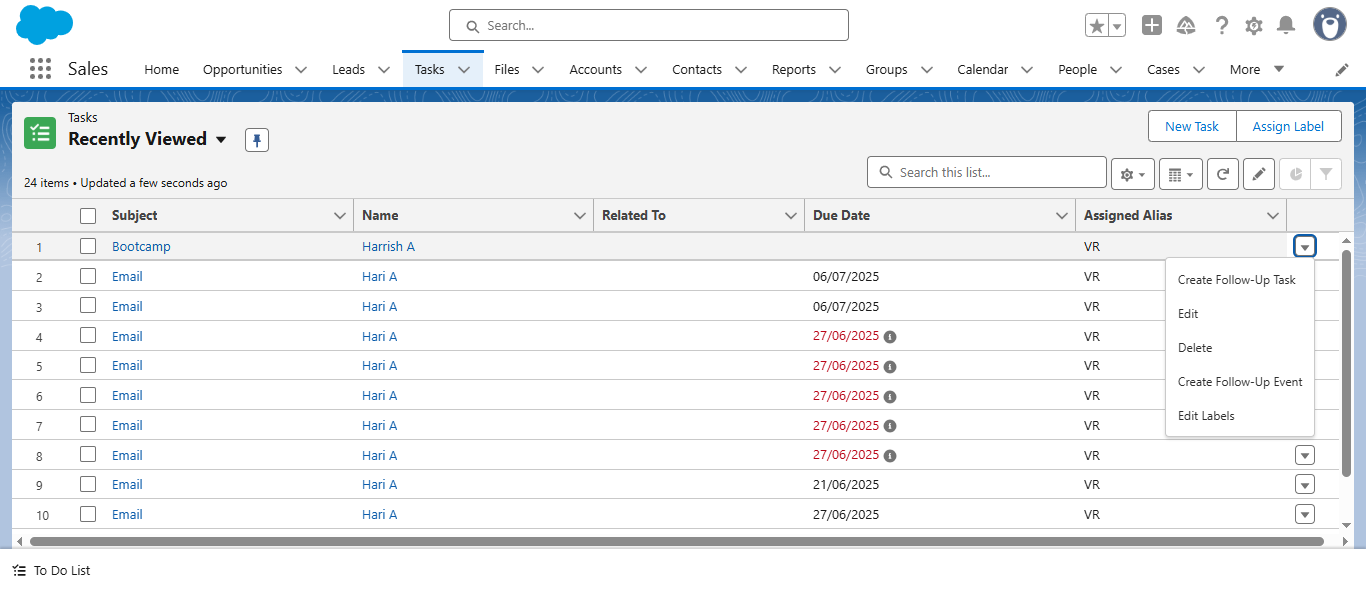 Search...
Sales Home Opportunities Leads Tasks Files Accounts Contacts Reports Groups Calendar People Cases More
Tasks
Recently Viewed
New Task Assign Label
24 items • Updated a few seconds ago
Search this list...
Subject Name Related To Due Date Assigned Alias
1 Bootcamp Harrish A VR
2 Email Hari A 06/07/2025 VR
3 Email Hari A 06/07/2025 VR
4 Email Hari A 27/06/2025 VR
5 Email Hari A 27/06/2025 VR
6 Email Hari A 27/06/2025 VR
7 Email Hari A 27/06/2025 VR
8 Email Hari A 27/06/2025 VR
9 Email Hari A 21/06/2025 VR
10 Email Hari A 27/06/2025 VR
Create Follow-Up Task
Edit
Delete
Create Follow-Up Event
Edit Labels
To Do List